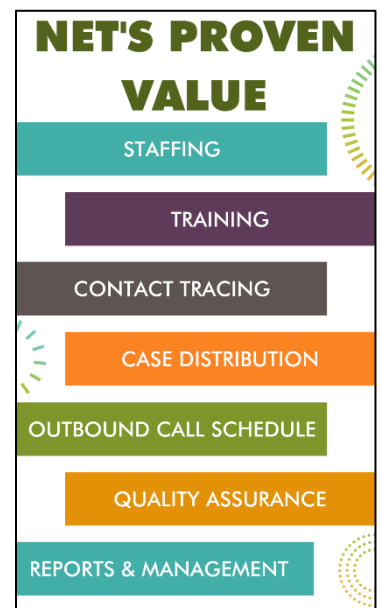 NET'S PROVEN
VALUE
STAFFING
TRAINING
CONTACT TRACING
CASE DISTRIBUTION
OUTBOUND CALL SCHEDULE
QUALITY ASSURANCE
REPORTS & MANAGEMENT